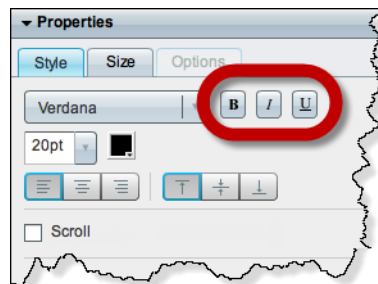 Properties
Style Size Options
Verdana B I U
20pt
Scroll